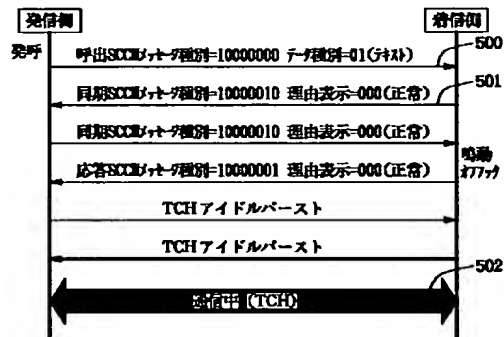 発信側
着信側
発呼
呼出SCCHメッセージ種別=10000000 データ種別=01(テキスト)
500
501
同期SCCHメッセージ種別=10000010 理由表示=000(正常)
同期SCCHメッセージ種別=10000010 理由表示=000(正常)
鳴動
オフフック
応答SCCHメッセージ種別=10000001 理由表示=000(正常)
TCHアイドルバースト
TCHアイドルバースト
502
通信中 (TCH)